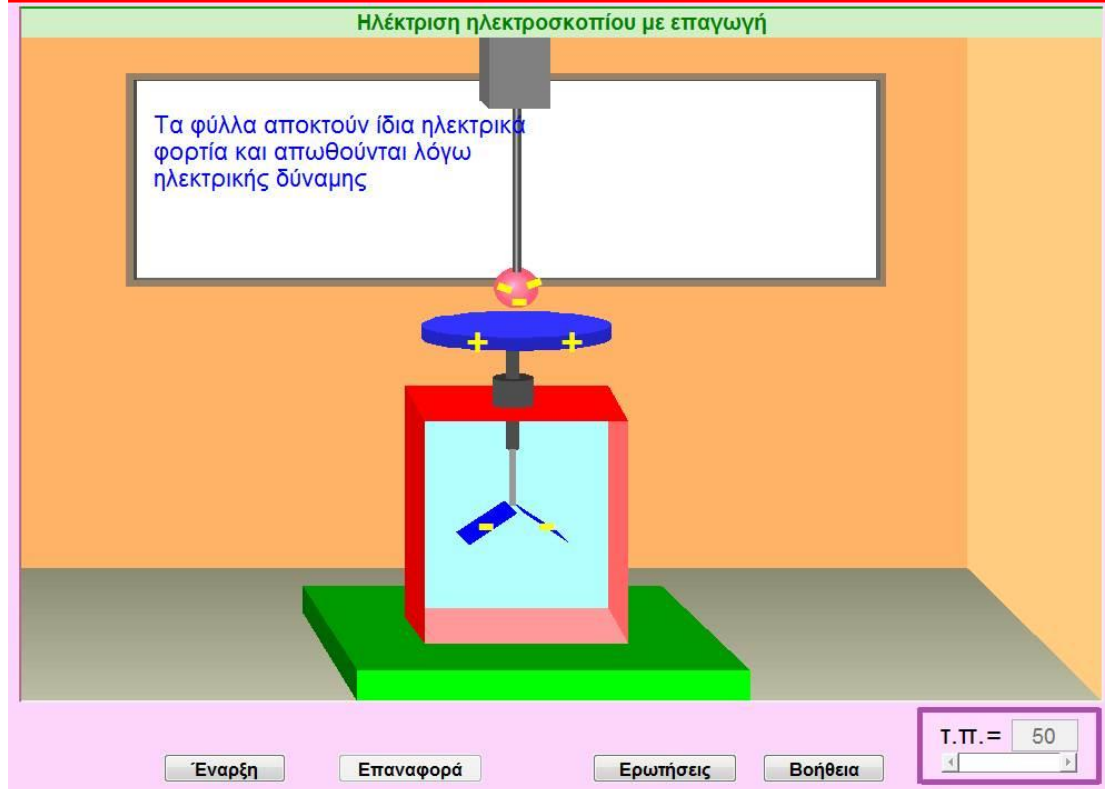 Ηλέκτριση ηλεκτροσκοπίου με επαγωγή
Τα φύλλα αποκτούν ίδια ηλεκτρικά
φορτία και απωθούνται λόγω
ηλεκτρικής δύναμης
τ.π.= 50
Έναρξη Επαναφορά Ερωτήσεις Βοήθεια